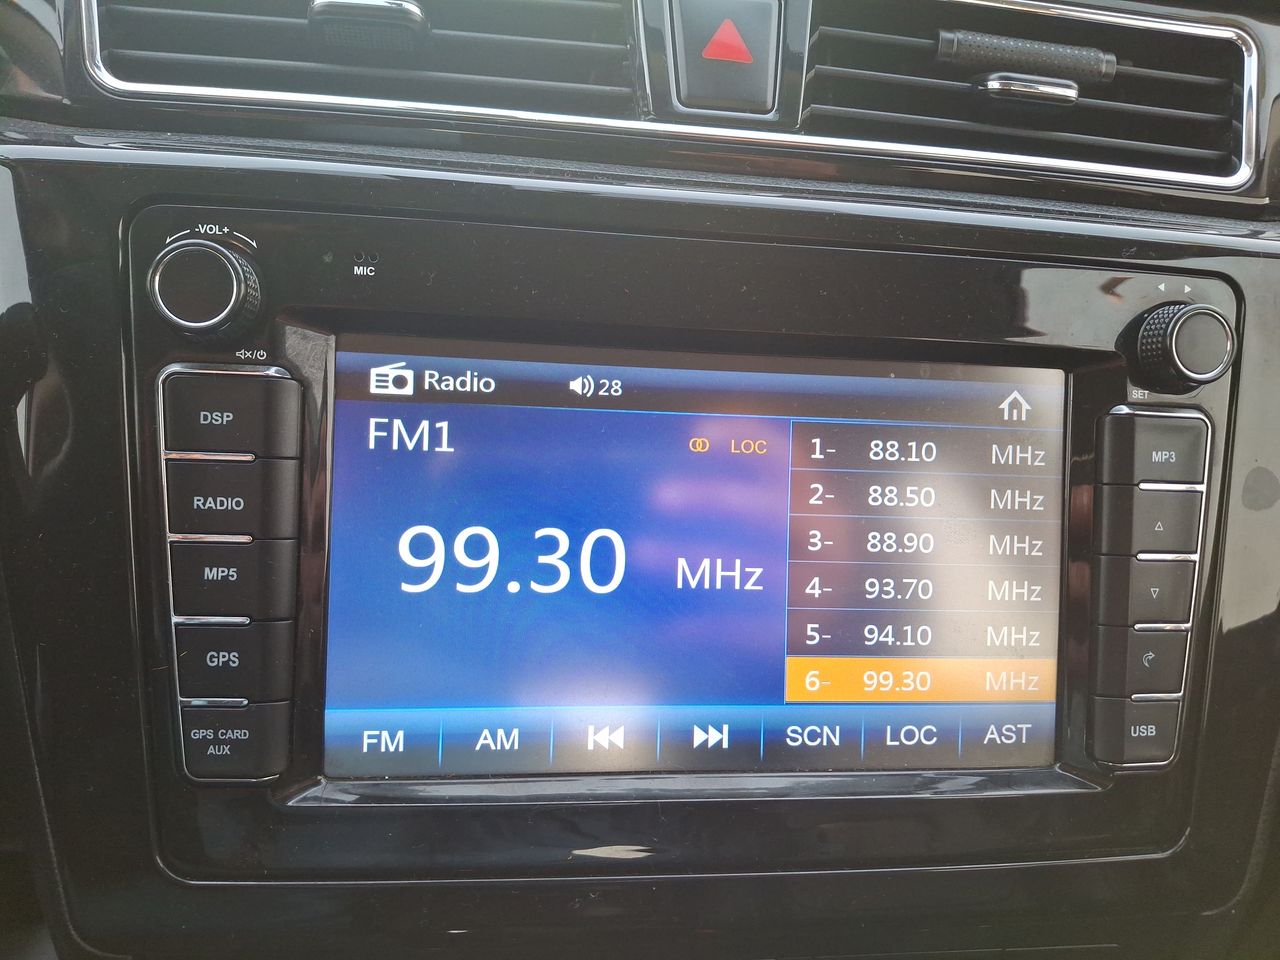 -VOL+
MIC
SET
DSP
RADIO
MP5
GPS
GPS CARD
AUX
Radio 28
FM1 LOC
99.30 MHz
1- 88.10 MHz
2- 88.50 MHz
3- 88.90 MHz
4- 93.70 MHz
5- 94.10 MHz
6- 99.30 MHz
FM AM SCN LOC AST
MP3
USB